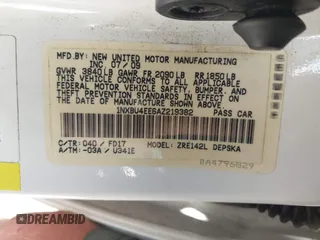 MFD. BY: NEW UNITED MOTOR MANUFACTURING
INC 07/09
GVWR 3840LB GAWR FR 2090LB RR1850LB
THIS VEHICLE CONFORMS TO ALL APPLICABLE
FEDERAL MOTOR VEHICLE SAFETY, BUMPER, AND
THEFT PREVENTION STANDARDS IN EFFECT ON
THE DATE OF MANUFACTURE SHOWN ABOVE.
1NXBU4EE6AZ219382 PASS CAR
C/TR: 040 / FD17 MODEL: ZRE142L DEPSKA
A/TM: -03A / U341E
DREAMBID